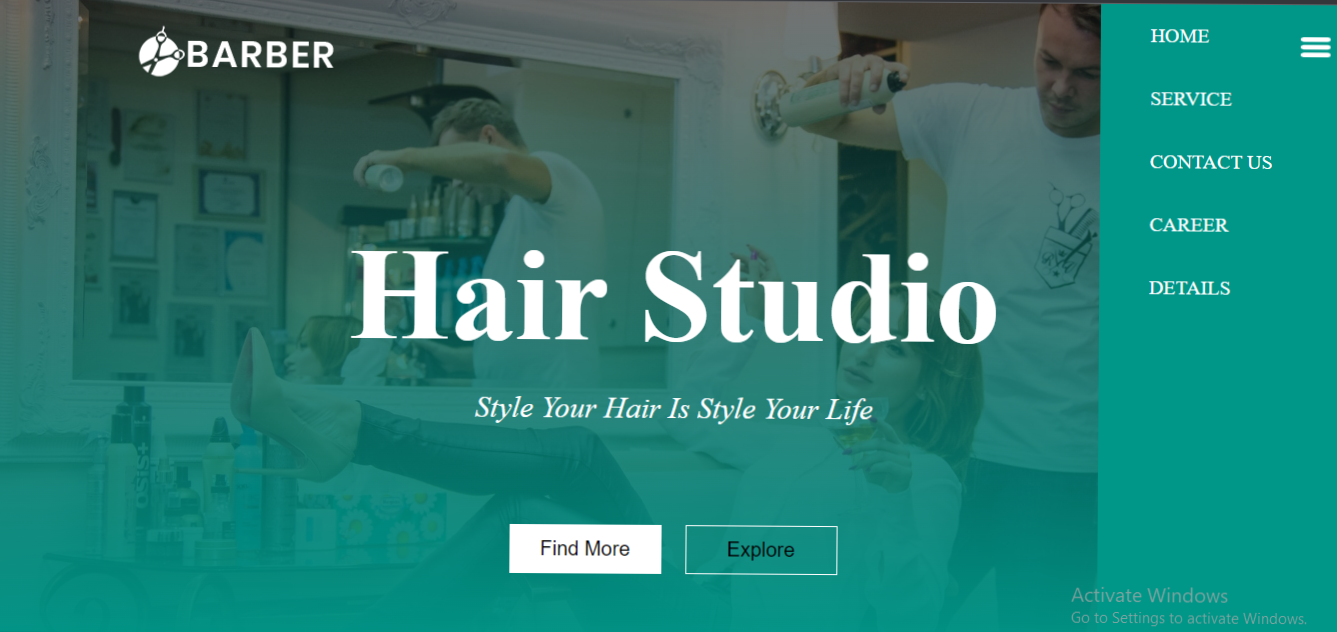 BARBER
HOME
SERVICE
CONTACT US
CAREER
DETAILS
Hair Studio
Style Your Hair Is Style Your Life
Find More
Explore
Activate Windows
Go to Settings to activate Windows.